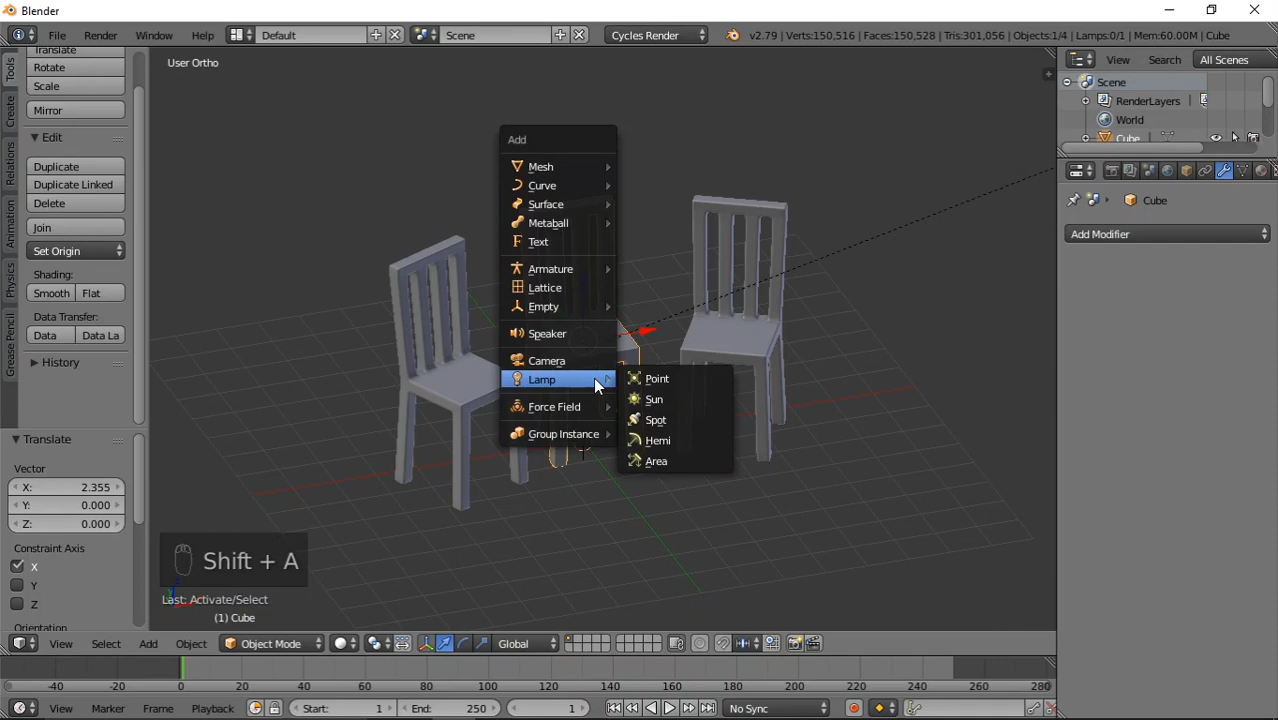 Blender
File Render Window Help Default Scene Cycles Render v2.79 | Verts:150,516 | Faces:150,528 | Tris:301,056 | Objects:1/4 | Lamps:0/1 | Mem:60.00M | Cube
Translate
Rotate
Scale
Mirror
Edit
Duplicate
Duplicate Linked
Delete
Join
Set Origin
Shading:
Smooth Flat
Data Transfer:
Data Data La
History
Tools
Create
Relations
Animation
Physics
Grease Pencil
Translate
Vector
X: 2.355
Y: 0.000
Z: 0.000
Constraint Axis
X
Y
Z
Orientation
User Ortho
Add
Mesh
Curve
Surface
Metaball
Text
Armature
Lattice
Empty
Speaker
Camera
Lamp
Force Field
Group Instance
Point
Sun
Spot
Hemi
Area
Shift + A
Last: Activate/Select
(1) Cube
View Search All Scenes
Scene
RenderLayers
World
Cube
Cube
Add Modifier
View Select Add Object Object Mode Global
-40 -20 0 20 40 60 80 100 120 140 160 180 200 220 240 260 280
View Marker Frame Playback Start: 1 End: 250 1 No Sync